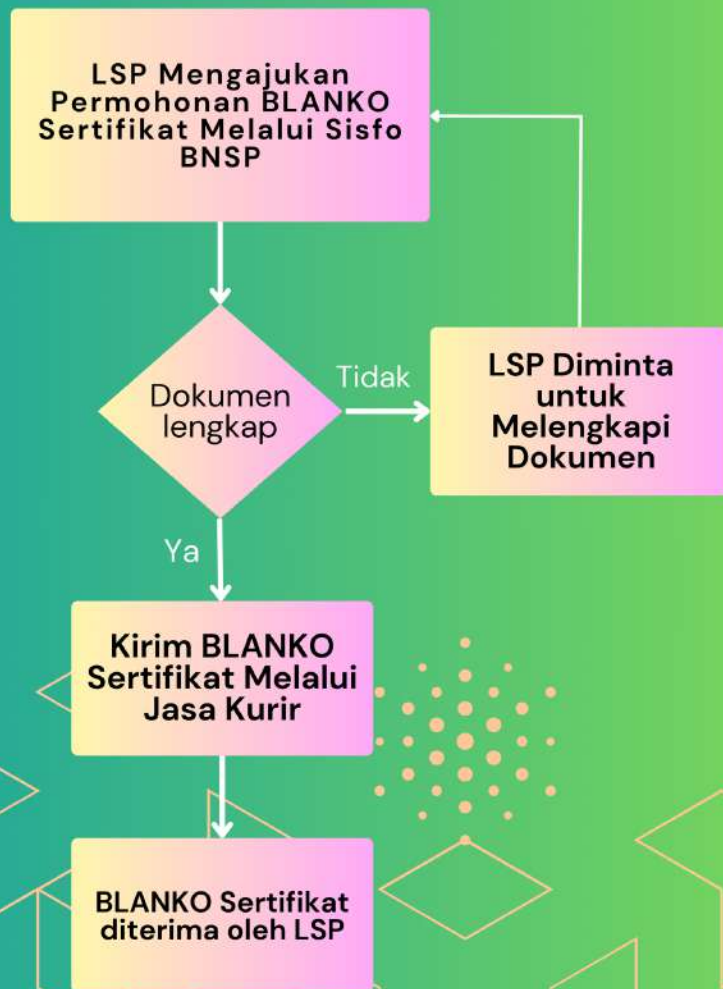 LSP Mengajukan
Permohonan BLANKO
Sertifikat Melalui Sisfo
BNSP
Dokumen
lengkap
Tidak
LSP Diminta
untuk
Melengkapi
Dokumen
Ya
Kirim BLANKO
Sertifikat Melalui
Jasa Kurir
BLANKO Sertifikat
diterima oleh LSP